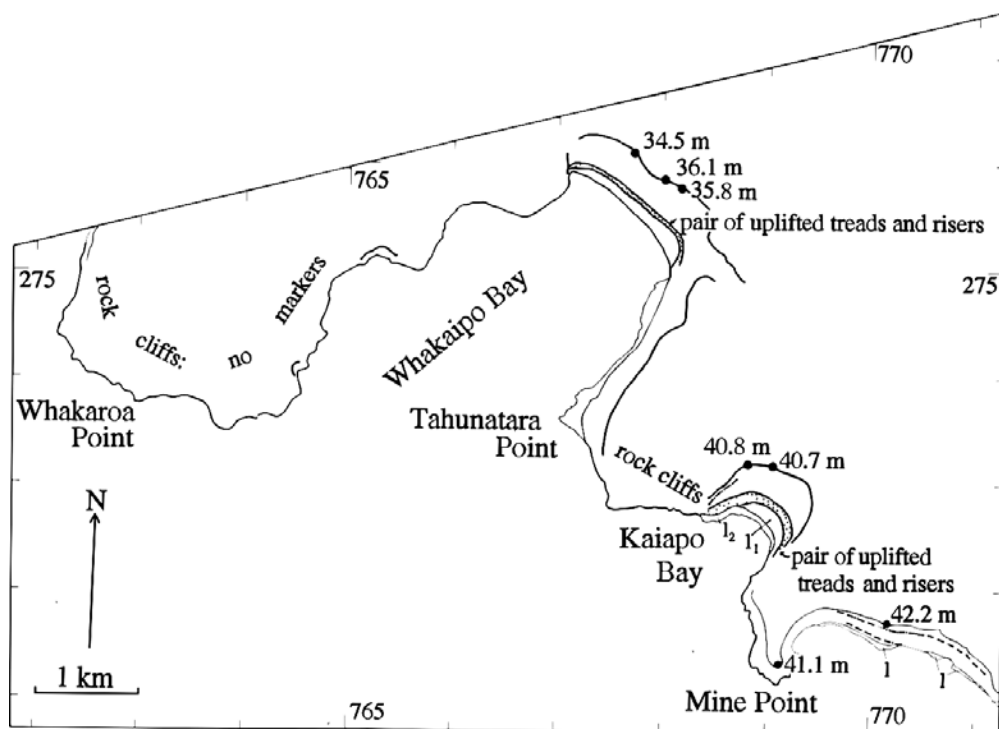 770
34.5 m
36.1 m
35.8 m
765
pair of uplifted treads and risers
275
275
rock
cliffs:
no
markers
Whakaipo Bay
Whakaroa
Point
Tahunatara
Point
rock cliffs
40.8 m
40.7 m
N
Kaiapo
Bay
l₂
l₁
pair of uplifted
treads and risers
42.2 m
1 km
41.1 m
l
l
Mine Point
765
770